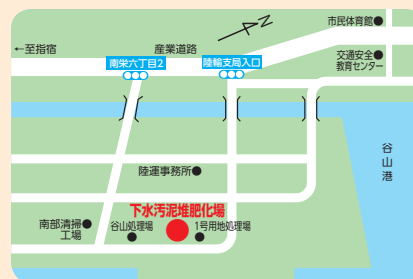 市民体育館
N
←至指宿
産業道路
南栄六丁目2
陸輸支局入口
交通安全
教育センター
谷山港
陸運事務所
下水汚泥堆肥化場
南部清掃
工場
谷山処理場
1号用地処理場